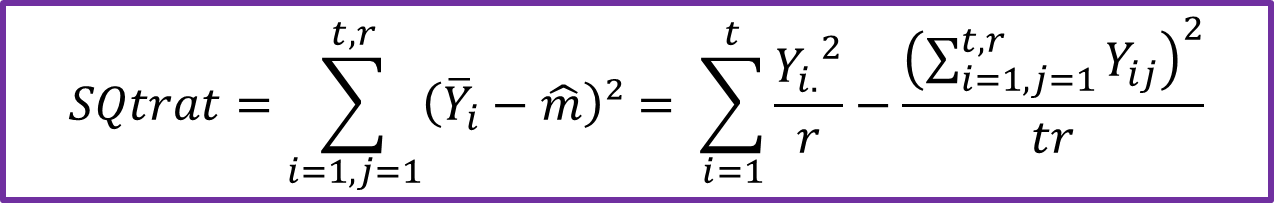 $SQtrat = \sum_{i=1,j=1}^{t,r} (\bar{Y}_i - \hat{m})^2 = \sum_{i=1}^{t} \frac{Y_{i.}^{2}}{r} - \frac{\left(\sum_{i=1,j=1}^{t,r} Y_{ij}\right)^2}{tr}$